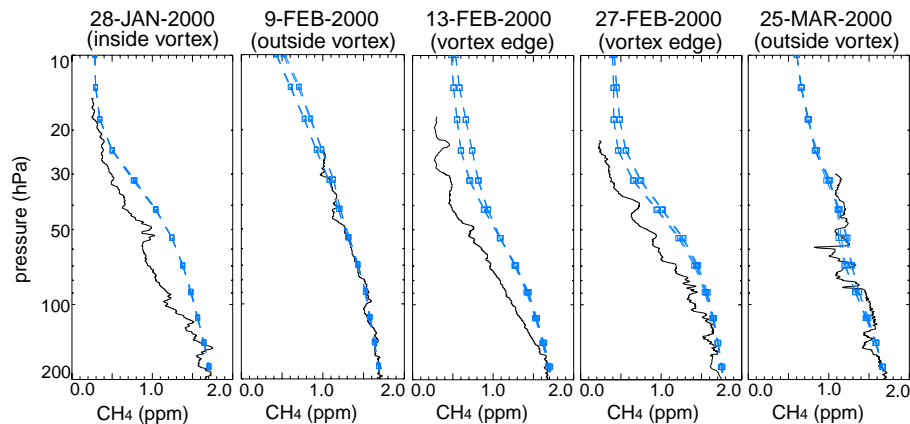 28-JAN-2000 9-FEB-2000 13-FEB-2000 27-FEB-2000 25-MAR-2000
(inside vortex) (outside vortex) (vortex edge) (vortex edge) (outside vortex)
pressure (hPa)
10
20
30
50
100
200
0.0 1.0 2.0 0.0 1.0 2.0 0.0 1.0 2.0 0.0 1.0 2.0 0.0 1.0 2.0
CH₄ (ppm) CH₄ (ppm) CH₄ (ppm) CH₄ (ppm) CH₄ (ppm)